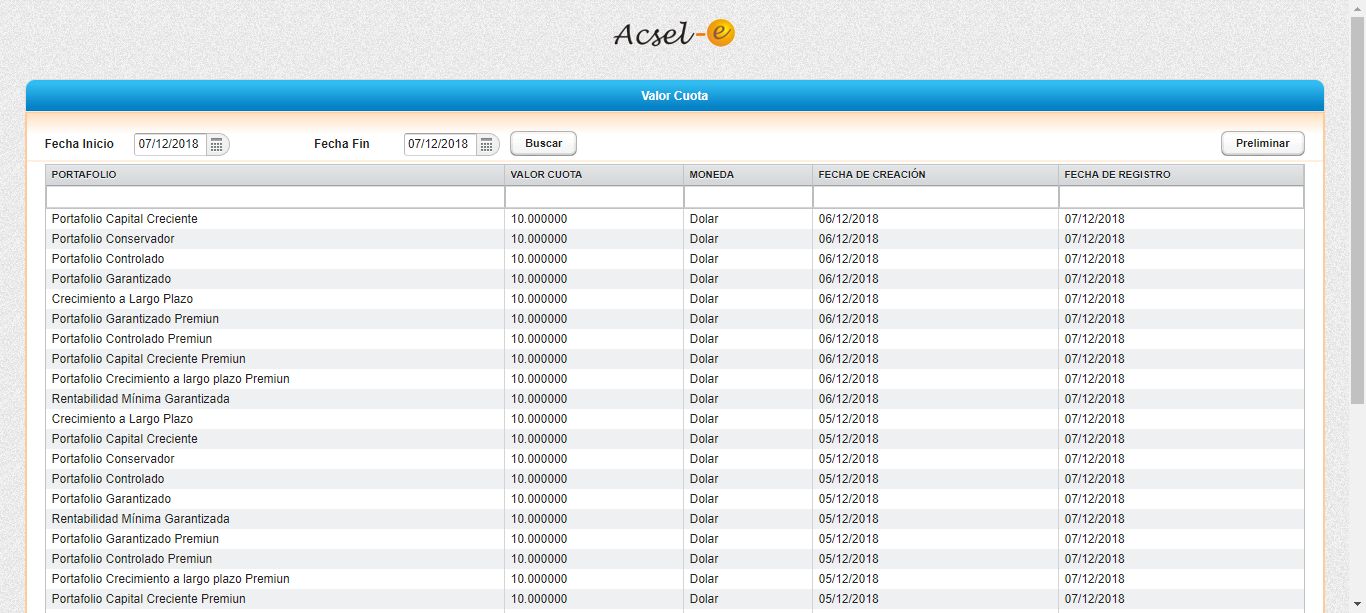 Acsel-e
Valor Cuota
Fecha Inicio 07/12/2018 Fecha Fin 07/12/2018 Buscar Preliminar
PORTAFOLIO VALOR CUOTA MONEDA FECHA DE CREACIÓN FECHA DE REGISTRO
Portafolio Capital Creciente 10.000000 Dolar 06/12/2018 07/12/2018
Portafolio Conservador 10.000000 Dolar 06/12/2018 07/12/2018
Portafolio Controlado 10.000000 Dolar 06/12/2018 07/12/2018
Portafolio Garantizado 10.000000 Dolar 06/12/2018 07/12/2018
Crecimiento a Largo Plazo 10.000000 Dolar 06/12/2018 07/12/2018
Portafolio Garantizado Premiun 10.000000 Dolar 06/12/2018 07/12/2018
Portafolio Controlado Premiun 10.000000 Dolar 06/12/2018 07/12/2018
Portafolio Capital Creciente Premiun 10.000000 Dolar 06/12/2018 07/12/2018
Portafolio Crecimiento a largo plazo Premiun 10.000000 Dolar 06/12/2018 07/12/2018
Rentabilidad Mínima Garantizada 10.000000 Dolar 06/12/2018 07/12/2018
Crecimiento a Largo Plazo 10.000000 Dolar 05/12/2018 07/12/2018
Portafolio Capital Creciente 10.000000 Dolar 05/12/2018 07/12/2018
Portafolio Conservador 10.000000 Dolar 05/12/2018 07/12/2018
Portafolio Controlado 10.000000 Dolar 05/12/2018 07/12/2018
Portafolio Garantizado 10.000000 Dolar 05/12/2018 07/12/2018
Rentabilidad Mínima Garantizada 10.000000 Dolar 05/12/2018 07/12/2018
Portafolio Garantizado Premiun 10.000000 Dolar 05/12/2018 07/12/2018
Portafolio Controlado Premiun 10.000000 Dolar 05/12/2018 07/12/2018
Portafolio Crecimiento a largo plazo Premiun 10.000000 Dolar 05/12/2018 07/12/2018
Portafolio Capital Creciente Premiun 10.000000 Dolar 05/12/2018 07/12/2018